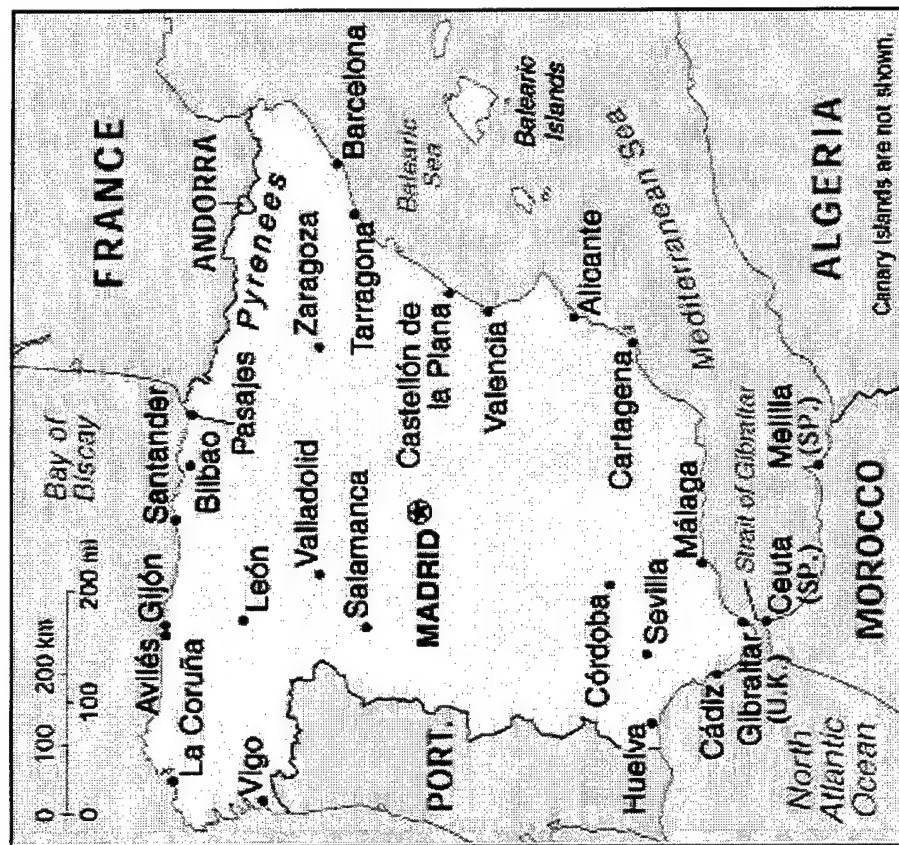 0 100 200 km
0 100 200 mi
Bay of
Biscay
FRANCE
ANDORRA
Pyrenees
Avilés
Gijón
Santander
La Coruña
Bilbao
Pasajes
León
Vigo
Valladolid
Zaragoza
Barcelona
Salamanca
Tarragona
Balearic
Sea
MADRID
Castellón de
la Plana
PORT.
Valencia
Balearic
Islands
Alicante
Córdoba
Cartagena
Mediterranean Sea
Huelva
Sevilla
Málaga
Cádiz
Strait of Gibraltar
Gibraltar
(U.K.)
Ceuta
(SP.)
Melilla
(SP.)
North
Atlantic
Ocean
MOROCCO
ALGERIA
Canary Islands are not shown.